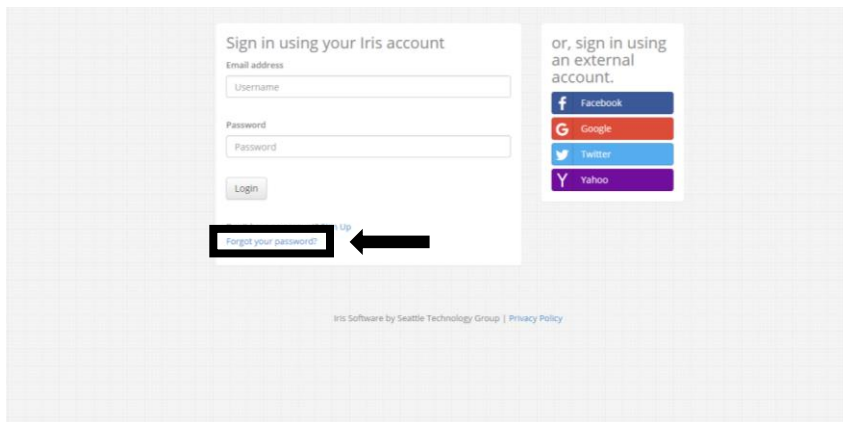 Sign in using your Iris account
Email address
Username
Password
Password
Login
Up
Forgot your password?
or, sign in using
an external
account.
Facebook
Google
Twitter
Yahoo
Iris Software by Seattle Technology Group | Privacy Policy